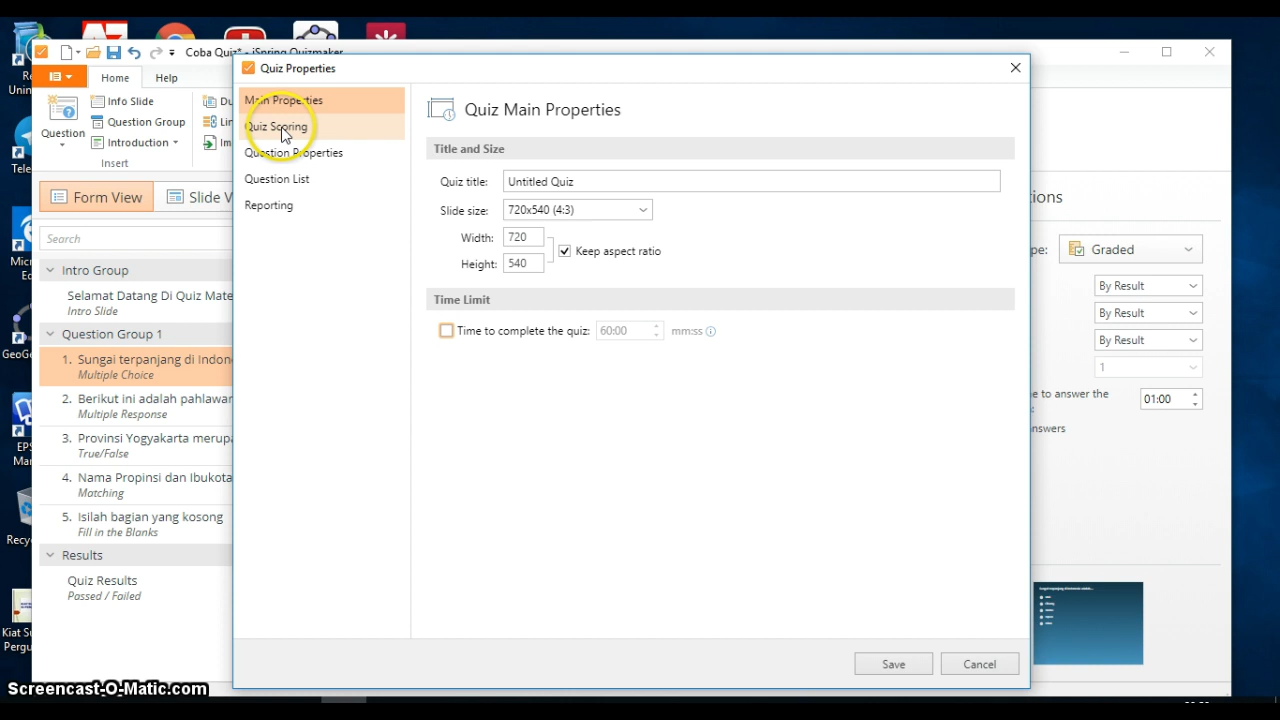 Coba Quiz* - iSpring Quizmaker
Quiz Properties
Home
Help
Question
Info Slide
Question Group
Introduction
Insert
Form View
Search
Intro Group
Selamat Datang Di Quiz
Intro Slide
Question Group 1
1. Sungai terpanjang di
Multiple Choice
2. Berikut ini adalah
Multiple Response
3. Provinsi Yogyakarta
True/False
4. Nama Propinsi dan Ibukota
Matching
5. Isilah bagian yang kosong
Fill in the Blanks
Results
Quiz Results
Passed / Failed
Main Properties
Quiz Scoring
Question Properties
Question List
Reporting
Quiz Main Properties
Title and Size
Quiz title: Untitled Quiz
Slide size: 720x540 (4:3)
Width: 720
Keep aspect ratio
Height: 540
Time Limit
Time to complete the quiz: 60:00 mm:ss
Save
Cancel
Graded
By Result
By Result
By Result
1
to answer the
01:00
Screencast-O-Matic.com